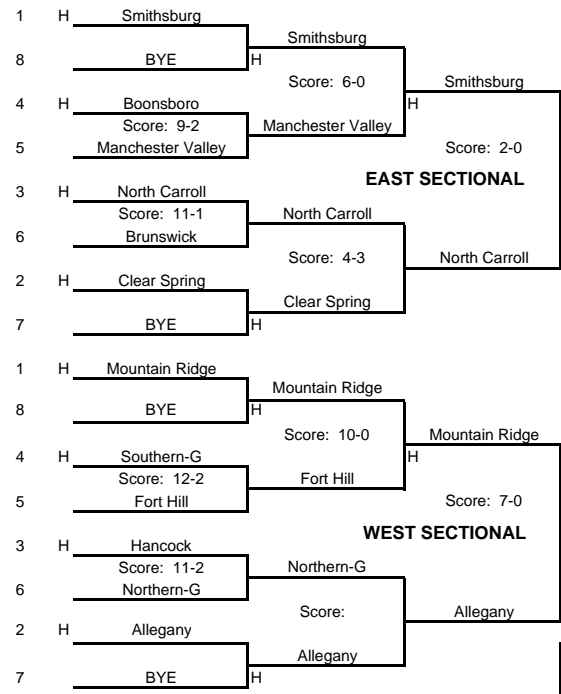 1 H Smithsburg
Smithsburg
8 BYE H
Score: 6-0 Smithsburg
4 H Boonsboro H
Score: 9-2 Manchester Valley
5 Manchester Valley Score: 2-0
EAST SECTIONAL
3 H North Carroll
Score: 11-1 North Carroll
6 Brunswick
Score: 4-3 North Carroll
2 H Clear Spring
Clear Spring
7 BYE H
1 H Mountain Ridge
Mountain Ridge
8 BYE H
Score: 10-0 Mountain Ridge
4 H Southern-G H
Score: 12-2 Fort Hill
5 Fort Hill Score: 7-0
WEST SECTIONAL
3 H Hancock
Score: 11-2 Northern-G
6 Northern-G
Score: Allegany
2 H Allegany
Allegany
7 BYE H